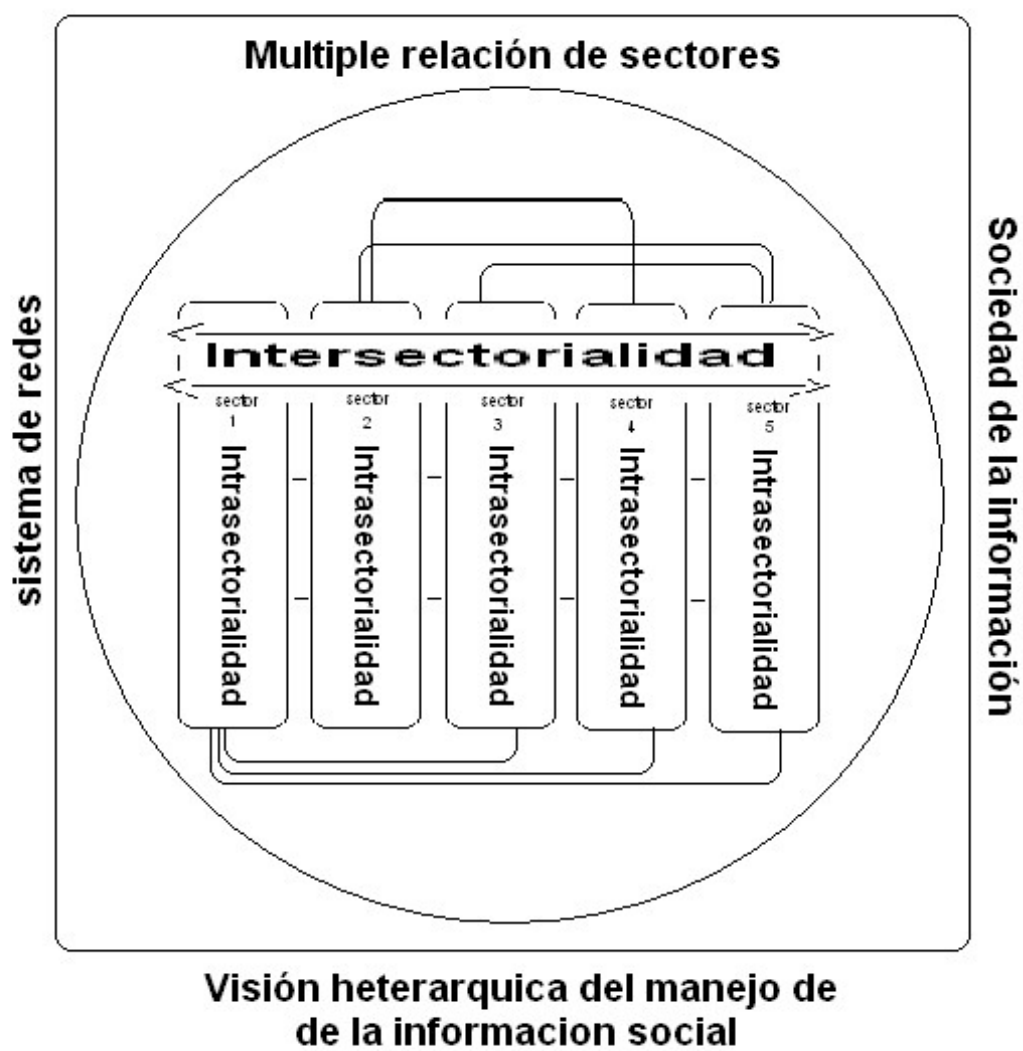 Multiple relación de sectores
sistema de redes
Sociedad de la información
Intersectorialidad
sector
1
sector
2
sector
3
sector
4
sector
5
Intrasectorialidad
Intrasectorialidad
Intrasectorialidad
Intrasectorialidad
Intrasectorialidad
Visión heterarquica del manejo de
de la informacion social